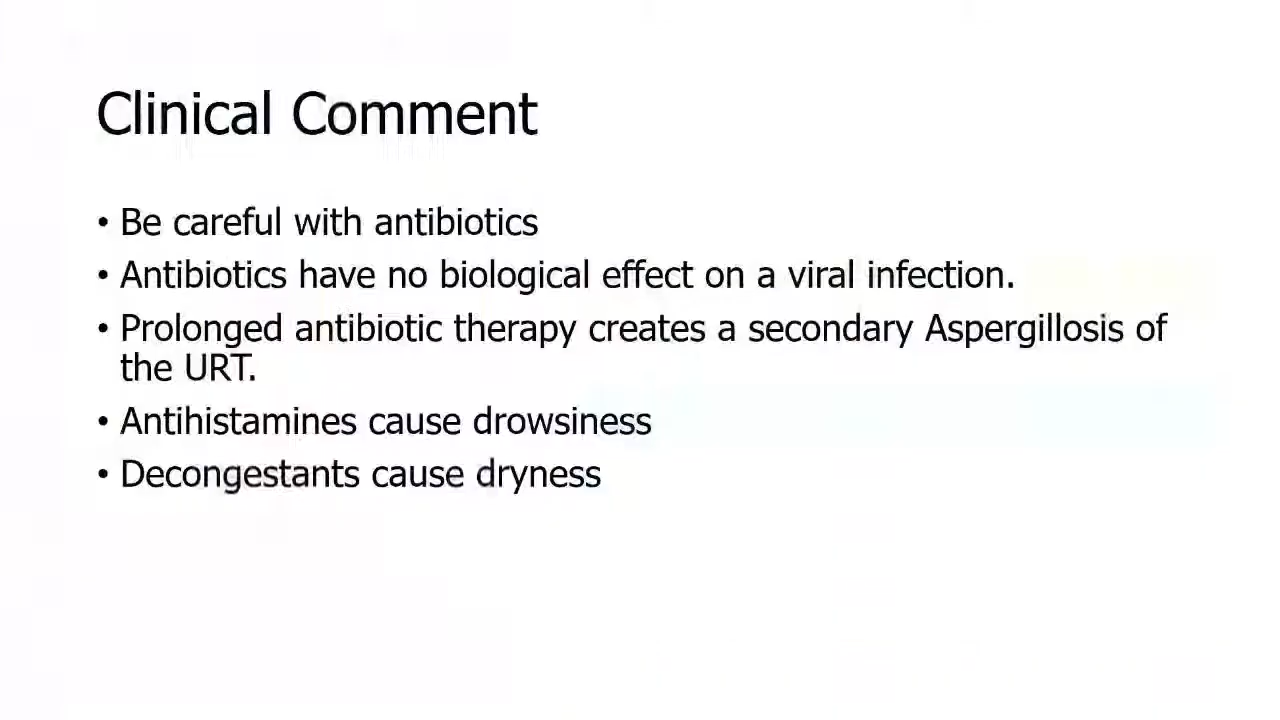 Clinical Comment
• Be careful with antibiotics
• Antibiotics have no biological effect on a viral infection.
• Prolonged antibiotic therapy creates a secondary Aspergillosis of
the URT.
• Antihistamines cause drowsiness
• Decongestants cause dryness